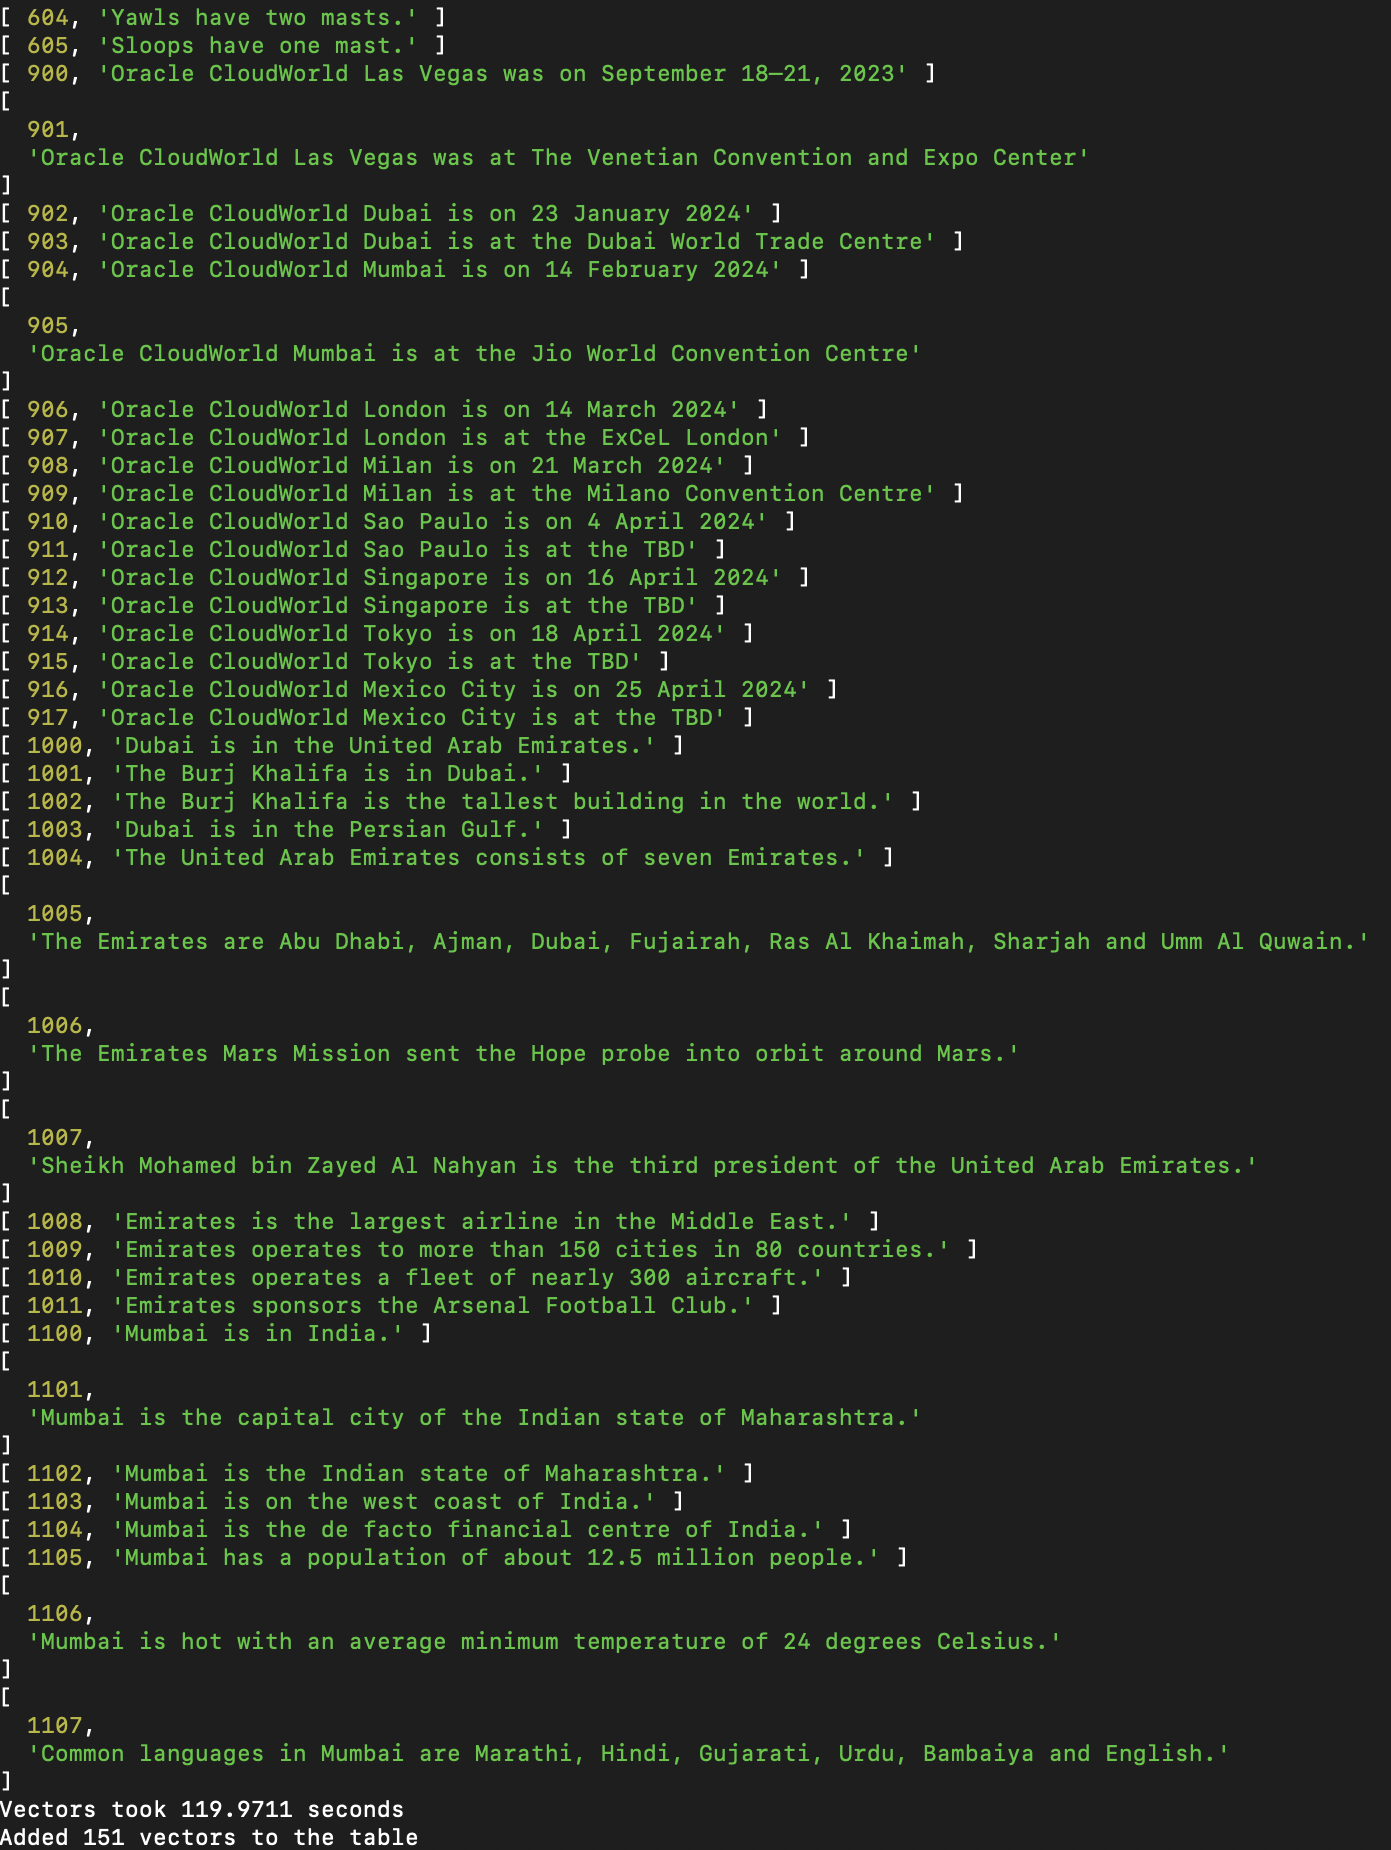 [ 604, 'Yawls have two masts.' ]
[ 605, 'Sloops have one mast.' ]
[ 900, 'Oracle CloudWorld Las Vegas was on September 18–21, 2023' ]
[
  901,
  'Oracle CloudWorld Las Vegas was at The Venetian Convention and Expo Center'
]
[ 902, 'Oracle CloudWorld Dubai is on 23 January 2024' ]
[ 903, 'Oracle CloudWorld Dubai is at the Dubai World Trade Centre' ]
[ 904, 'Oracle CloudWorld Mumbai is on 14 February 2024' ]
[
  905,
  'Oracle CloudWorld Mumbai is at the Jio World Convention Centre'
]
[ 906, 'Oracle CloudWorld London is on 14 March 2024' ]
[ 907, 'Oracle CloudWorld London is at the ExCeL London' ]
[ 908, 'Oracle CloudWorld Milan is on 21 March 2024' ]
[ 909, 'Oracle CloudWorld Milan is at the Milano Convention Centre' ]
[ 910, 'Oracle CloudWorld Sao Paulo is on 4 April 2024' ]
[ 911, 'Oracle CloudWorld Sao Paulo is at the TBD' ]
[ 912, 'Oracle CloudWorld Singapore is on 16 April 2024' ]
[ 913, 'Oracle CloudWorld Singapore is at the TBD' ]
[ 914, 'Oracle CloudWorld Tokyo is on 18 April 2024' ]
[ 915, 'Oracle CloudWorld Tokyo is at the TBD' ]
[ 916, 'Oracle CloudWorld Mexico City is on 25 April 2024' ]
[ 917, 'Oracle CloudWorld Mexico City is at the TBD' ]
[ 1000, 'Dubai is in the United Arab Emirates.' ]
[ 1001, 'The Burj Khalifa is in Dubai.' ]
[ 1002, 'The Burj Khalifa is the tallest building in the world.' ]
[ 1003, 'Dubai is in the Persian Gulf.' ]
[ 1004, 'The United Arab Emirates consists of seven Emirates.' ]
[
  1005,
  'The Emirates are Abu Dhabi, Ajman, Dubai, Fujairah, Ras Al Khaimah, Sharjah and Umm Al Quwain.'
]
[
  1006,
  'The Emirates Mars Mission sent the Hope probe into orbit around Mars.'
]
[
  1007,
  'Sheikh Mohamed bin Zayed Al Nahyan is the third president of the United Arab Emirates.'
]
[ 1008, 'Emirates is the largest airline in the Middle East.' ]
[ 1009, 'Emirates operates to more than 150 cities in 80 countries.' ]
[ 1010, 'Emirates operates a fleet of nearly 300 aircraft.' ]
[ 1011, 'Emirates sponsors the Arsenal Football Club.' ]
[ 1100, 'Mumbai is in India.' ]
[
  1101,
  'Mumbai is the capital city of the Indian state of Maharashtra.'
]
[ 1102, 'Mumbai is the Indian state of Maharashtra.' ]
[ 1103, 'Mumbai is on the west coast of India.' ]
[ 1104, 'Mumbai is the de facto financial centre of India.' ]
[ 1105, 'Mumbai has a population of about 12.5 million people.' ]
[
  1106,
  'Mumbai is hot with an average minimum temperature of 24 degrees Celsius.'
]
[
  1107,
  'Common languages in Mumbai are Marathi, Hindi, Gujarati, Urdu, Bambaiya and English.'
]
Vectors took 119.9711 seconds
Added 151 vectors to the table